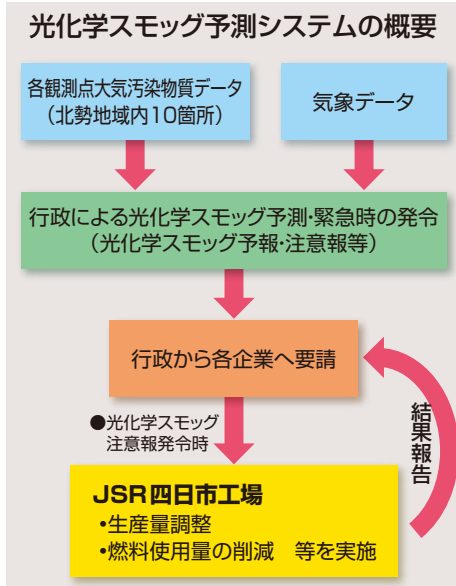 光化学スモッグ予測システムの概要
各観測点大気汚染物質データ
(北勢地域内10箇所)
気象データ
行政による光化学スモッグ予測・緊急時の発令
(光化学スモッグ予報・注意報等)
行政から各企業へ要請
●光化学スモッグ
注意報発令時
結果報告
JSR四日市工場
・生産量調整
・燃料使用量の削減　等を実施